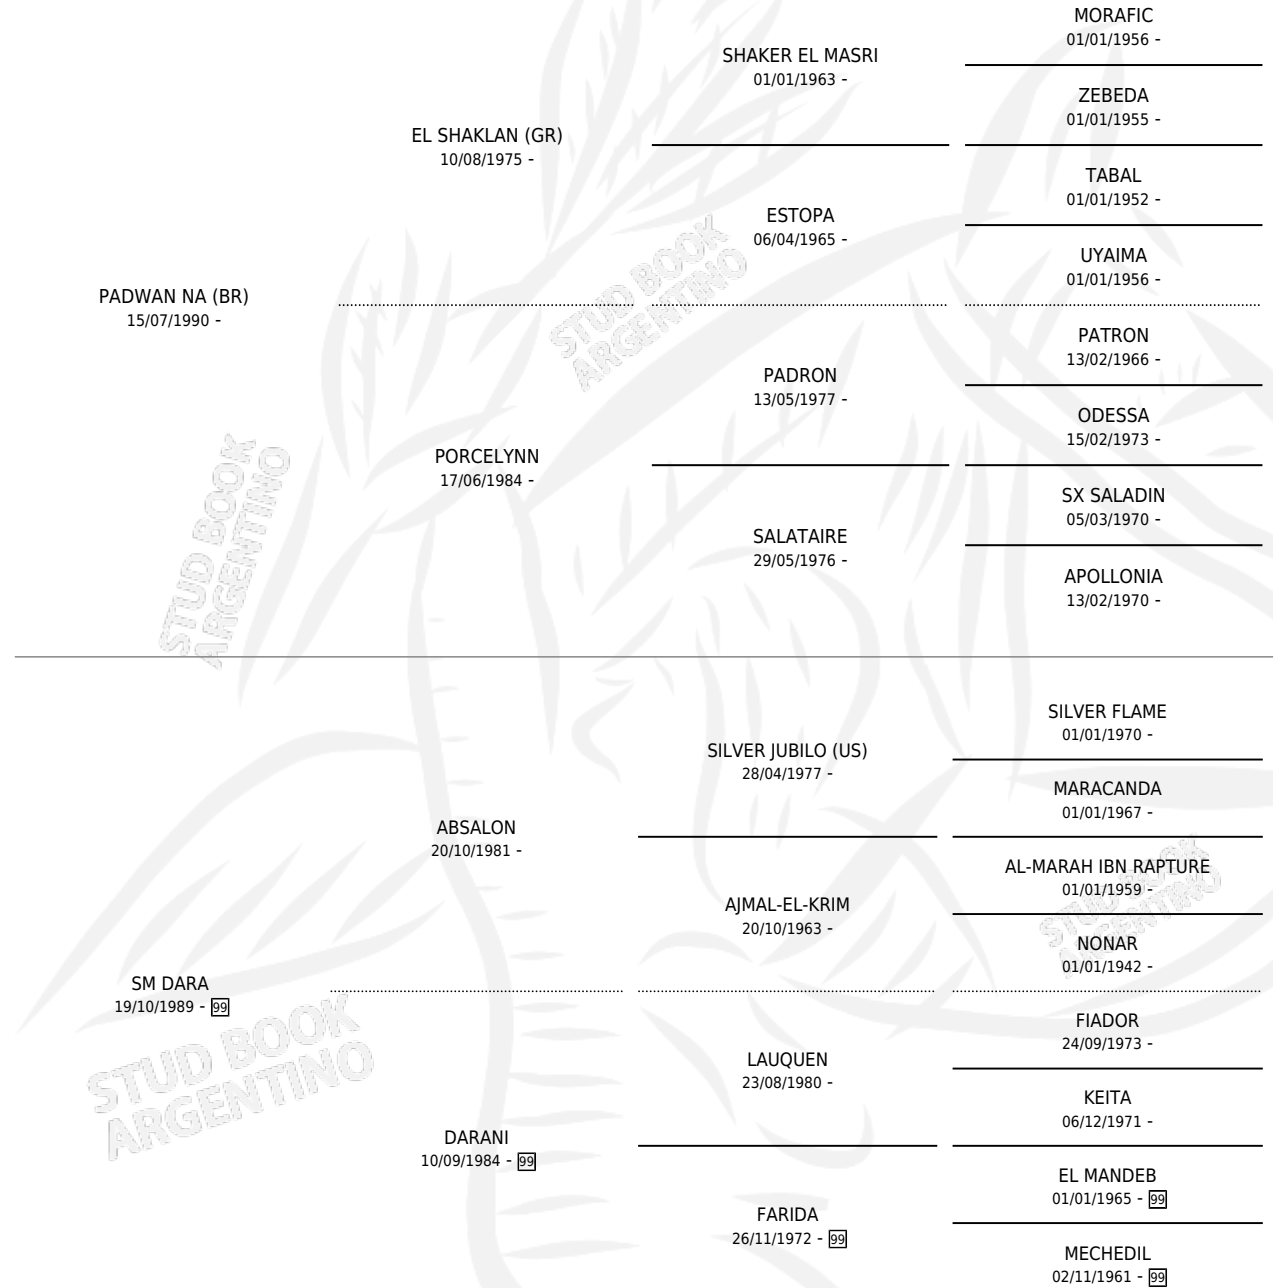 MORAFIC
01/01/1956 -
SHAKER EL MASRI
01/01/1963 -
ZEBEDA
01/01/1955 -
EL SHAKLAN (GR)
10/08/1975 -
TABAL
01/01/1952 -
ESTOPA
06/04/1965 -
UYAIMA
01/01/1956 -
PADWAN NA (BR)
15/07/1990 -
STUD BOOK
ARGENTINO
PATRON
13/02/1966 -
PADRON
13/05/1977 -
ODESSA
15/02/1973 -
PORCELYNN
17/06/1984 -
SX SALADIN
05/03/1970 -
SALATAIRE
29/05/1976 -
APOLLONIA
13/02/1970 -
STUD BOOK
ARGENTINO
SILVER FLAME
01/01/1970 -
SILVER JUBILO (US)
28/04/1977 -
MARACANDA
01/01/1967 -
ABSALON
20/10/1981 -
AL-MARAH IBN RAPTURE
01/01/1959 -
AJMAL-EL-KRIM
20/10/1963 -
NONAR
01/01/1942 -
STUD BOOK
ARGENTINO
SM DARA
19/10/1989 - 99
FIADOR
24/09/1973 -
LAUQUEN
23/08/1980 -
KEITA
06/12/1971 -
STUD BOOK
ARGENTINO
DARANI
10/09/1984 - 99
EL MANDEB
01/01/1965 - 99
FARIDA
26/11/1972 - 99
MECHEDIL
02/11/1961 - 99